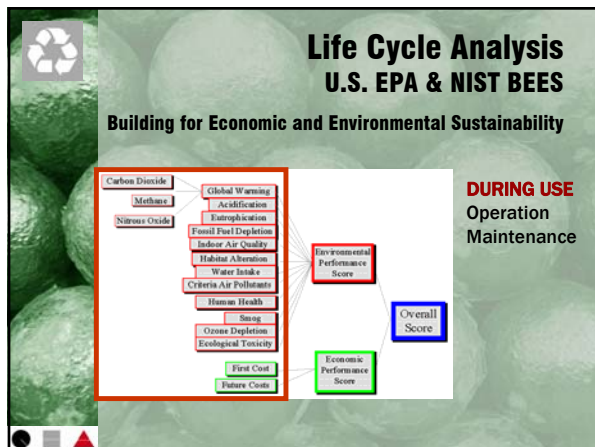 Life Cycle Analysis
U.S. EPA & NIST BEES
Building for Economic and Environmental Sustainability
Carbon Dioxide
Methane
Nitrous Oxide
Global Warming
Acidification
Eutrophication
Fossil Fuel Depletion
Indoor Air Quality
Habitat Alteration
Water Intake
Criteria Air Pollutants
Human Health
Smog
Ozone Depletion
Ecological Toxicity
First Cost
Future Costs
Environmental
Performance
Score
Economic
Performance
Score
Overall
Score
DURING USE
Operation
Maintenance